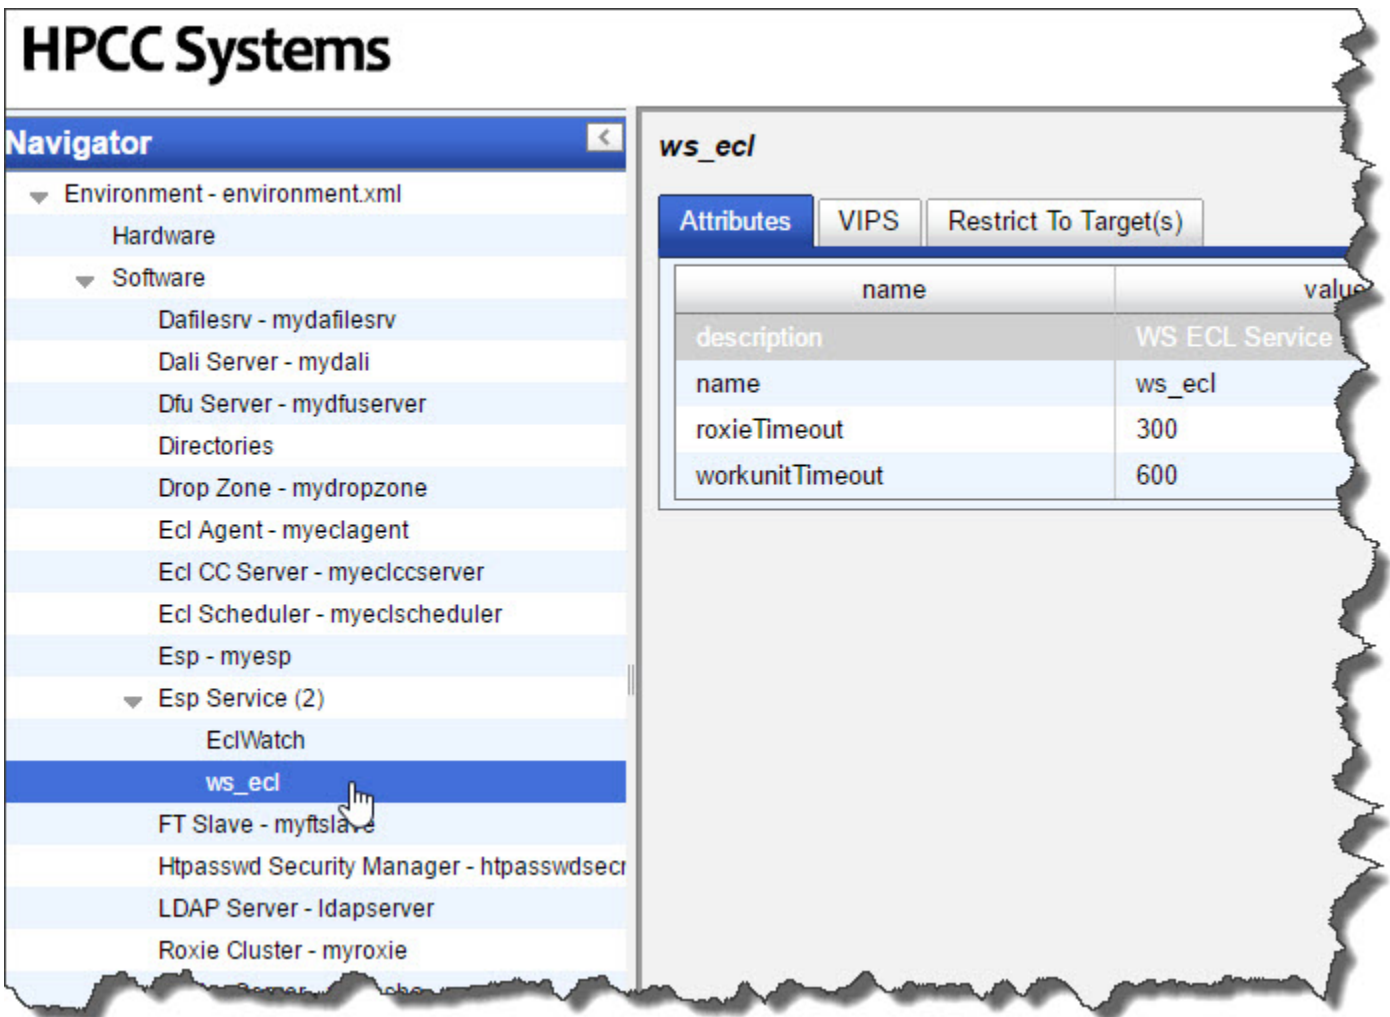 HPCC Systems
Navigator
Environment - environment.xml
Hardware
Software
Dafilesrv - mydafilesrv
Dali Server - mydali
Dfu Server - mydfuserver
Directories
Drop Zone - mydropzone
Ecl Agent - myeclagent
Ecl CC Server - myeclccserver
Ecl Scheduler - myeclscheduler
Esp - myesp
Esp Service (2)
EclWatch
ws_ecl
FT Slave - myftslave
Htpasswd Security Manager - htpasswdsecr
LDAP Server - ldapserver
Roxie Cluster - myroxie
ws_ecl
Attributes VIPS Restrict To Target(s)
name value
description WS ECL Service
name ws_ecl
roxieTimeout 300
workunitTimeout 600